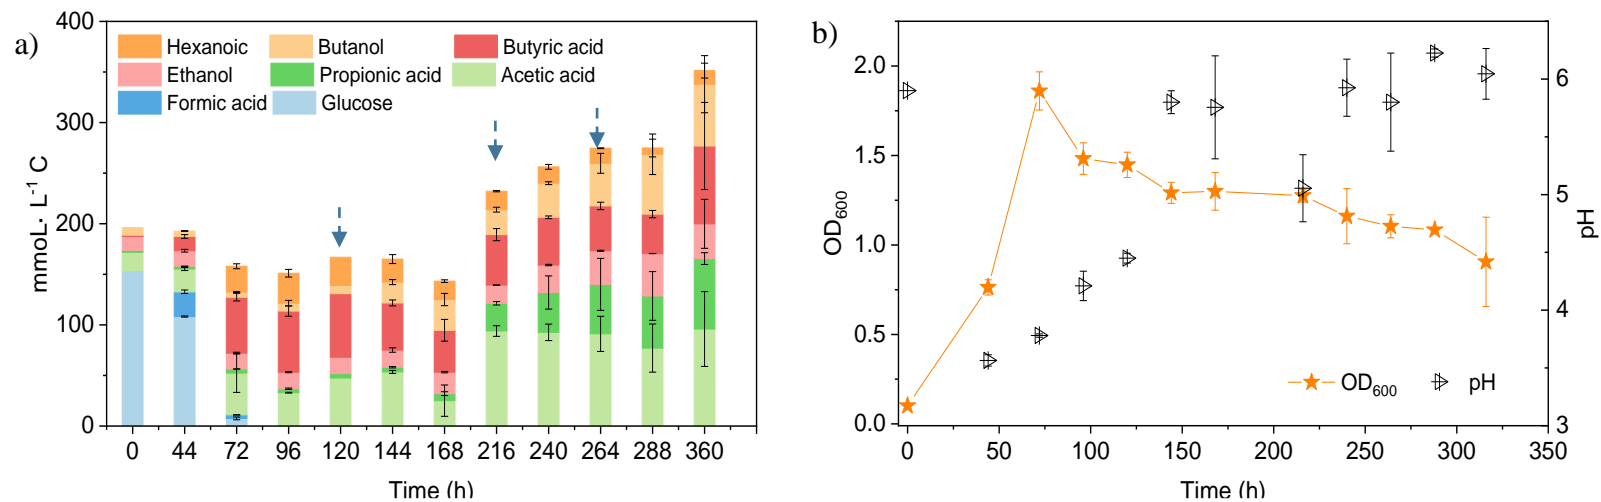 a)
400
300
200
100
0
mmoL· L⁻¹ C
Hexanoic Butanol Butyric acid
Ethanol Propionic acid Acetic acid
Formic acid Glucose
0 44 72 96 120 144 168 216 240 264 288 360
Time (h)
b)
2.0
1.5
1.0
0.5
0.0
OD₆₀₀
6
5
4
3
pH
OD₆₀₀ pH
0 50 100 150 200 250 300 350
Time (h)